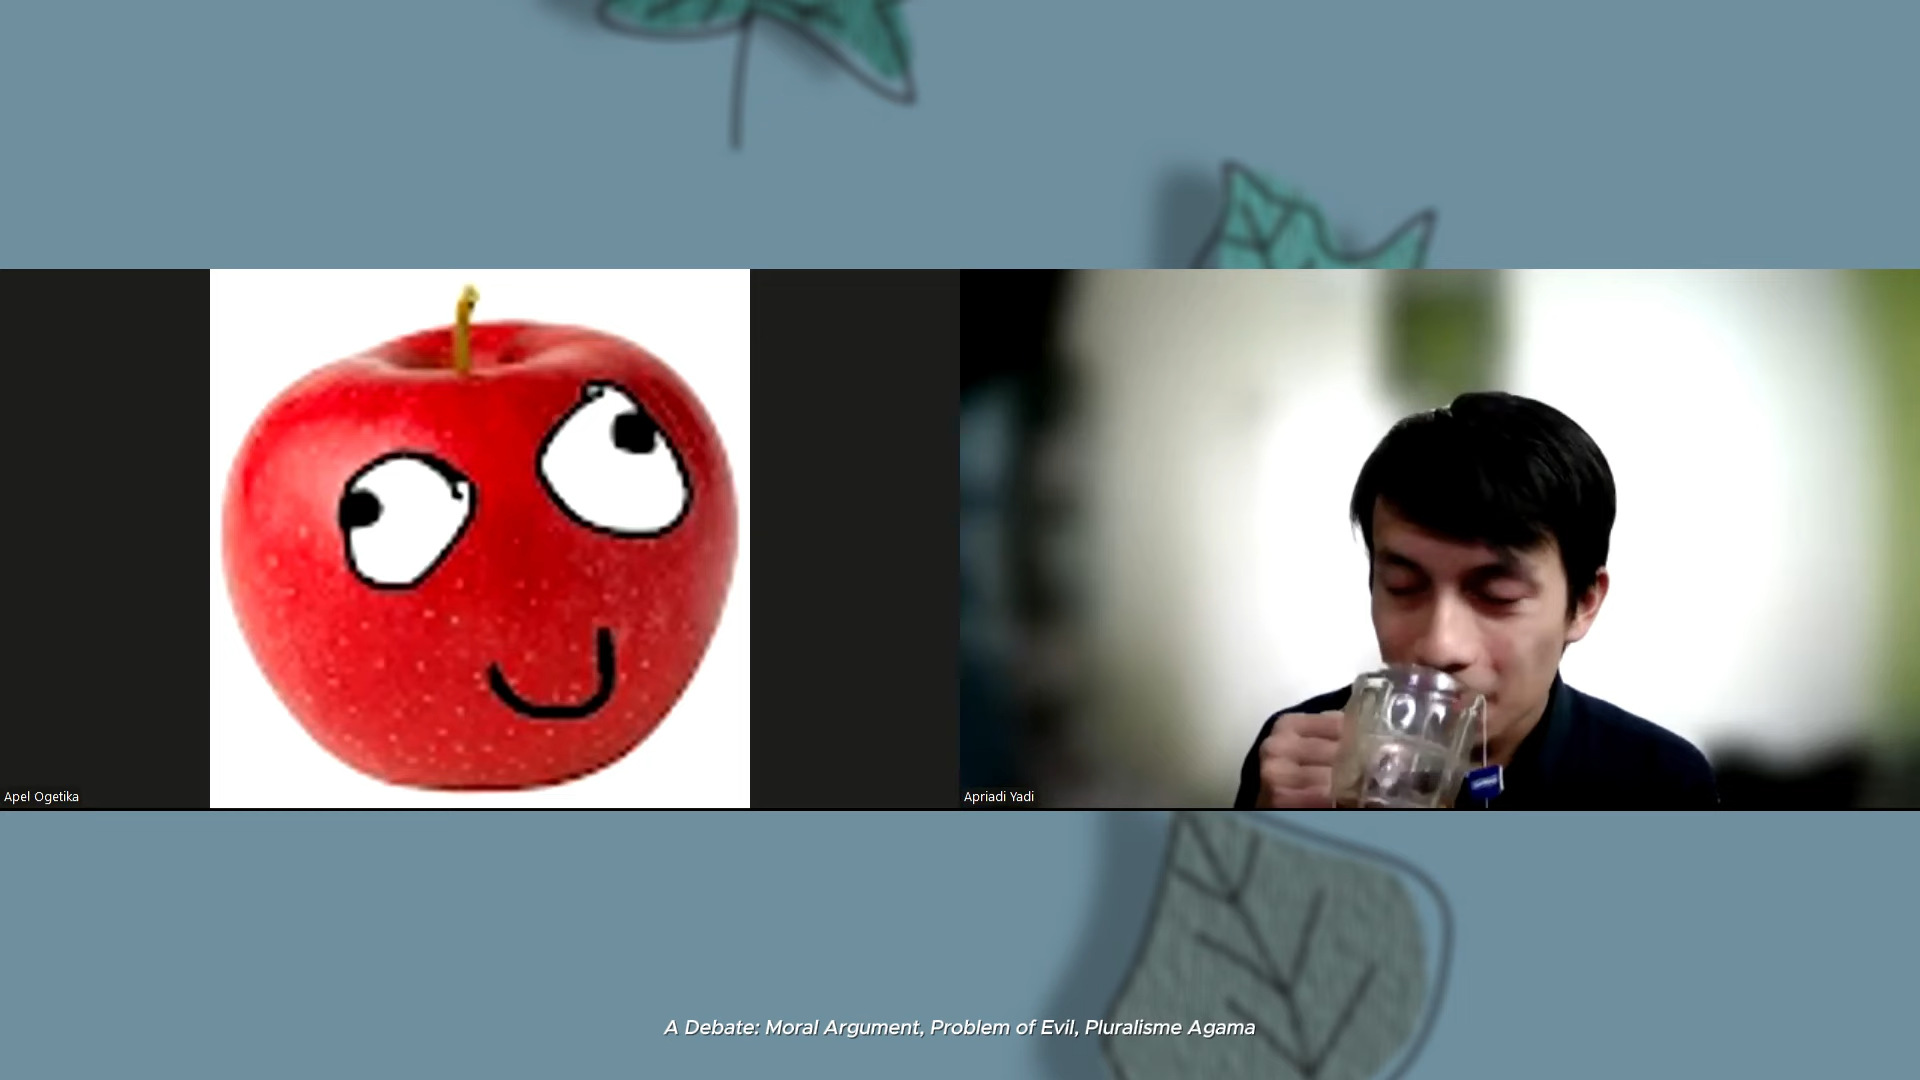 Apel Ogetika
Apriadi Yadi
A Debate: Moral Argument, Problem of Evil, Pluralisme Agama